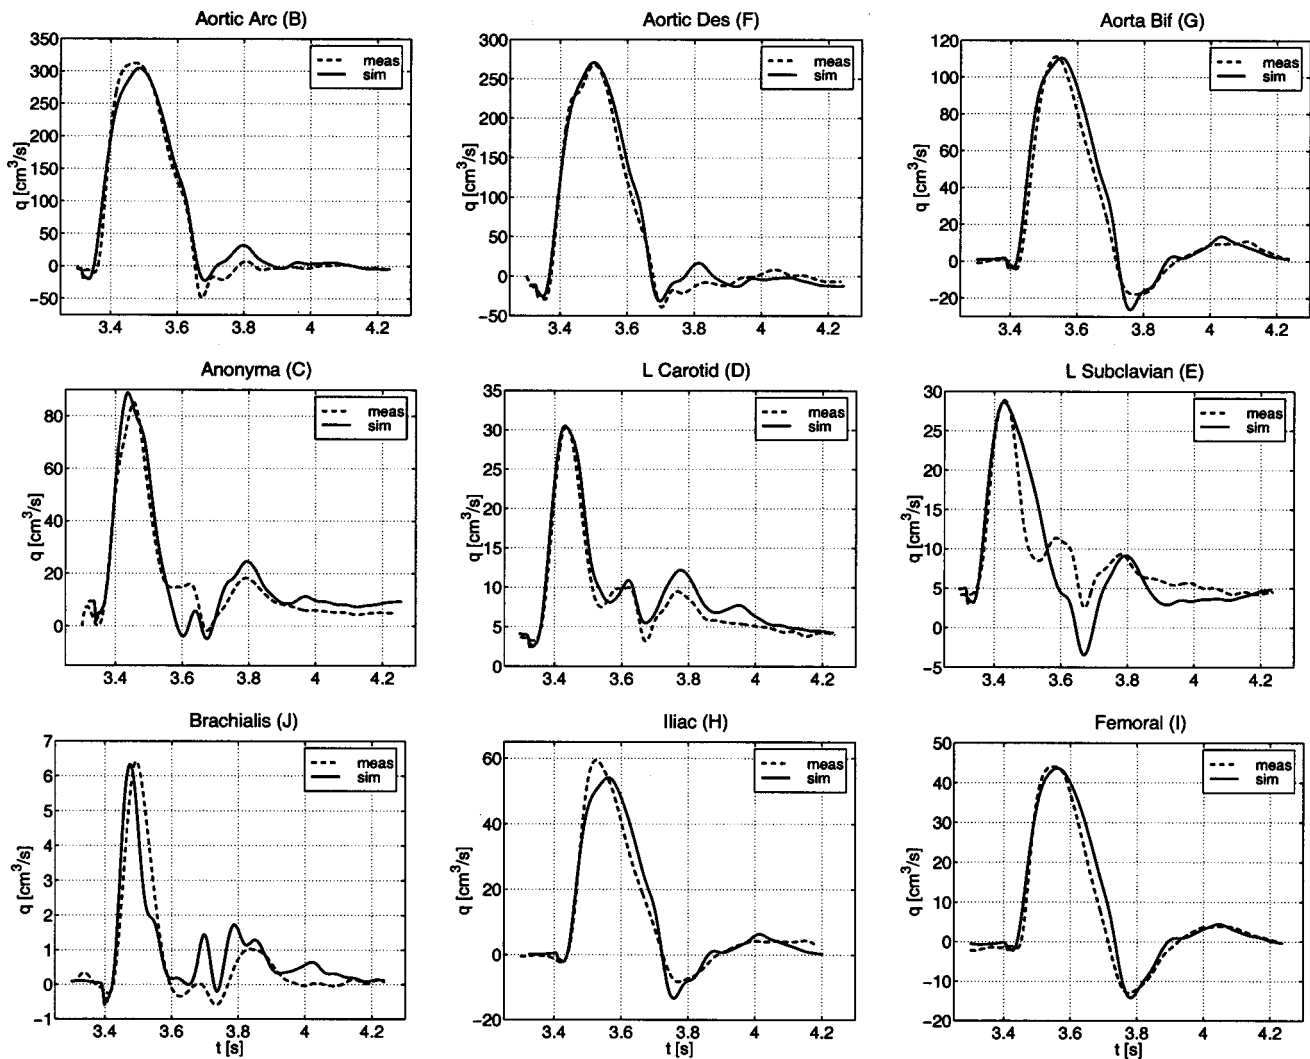 Aortic Arc (B)
350
300
250
200
150
100
50
0
−50
q [cm³/s]
3.4
3.6
3.8
4
4.2
meas
sim
Aortic Des (F)
300
250
200
150
100
50
0
−50
q [cm³/s]
3.4
3.6
3.8
4
4.2
meas
sim
Aorta Bif (G)
120
100
80
60
40
20
0
−20
q [cm³/s]
3.4
3.6
3.8
4
4.2
meas
sim
Anonyma (C)
80
60
40
20
0
q [cm³/s]
3.4
3.6
3.8
4
4.2
meas
sim
L Carotid (D)
35
30
25
20
15
10
5
0
q [cm³/s]
3.4
3.6
3.8
4
4.2
meas
sim
L Subclavian (E)
30
25
20
15
10
5
0
−5
q [cm³/s]
3.4
3.6
3.8
4
4.2
meas
sim
Brachialis (J)
7
6
5
4
3
2
1
0
−1
q [cm³/s]
3.4
3.6
3.8
4
4.2
t [s]
meas
sim
Iliac (H)
60
40
20
0
−20
q [cm³/s]
3.4
3.6
3.8
4
4.2
t [s]
meas
sim
Femoral (I)
50
40
30
20
10
0
−10
−20
q [cm³/s]
3.4
3.6
3.8
4
4.2
t [s]
meas
sim